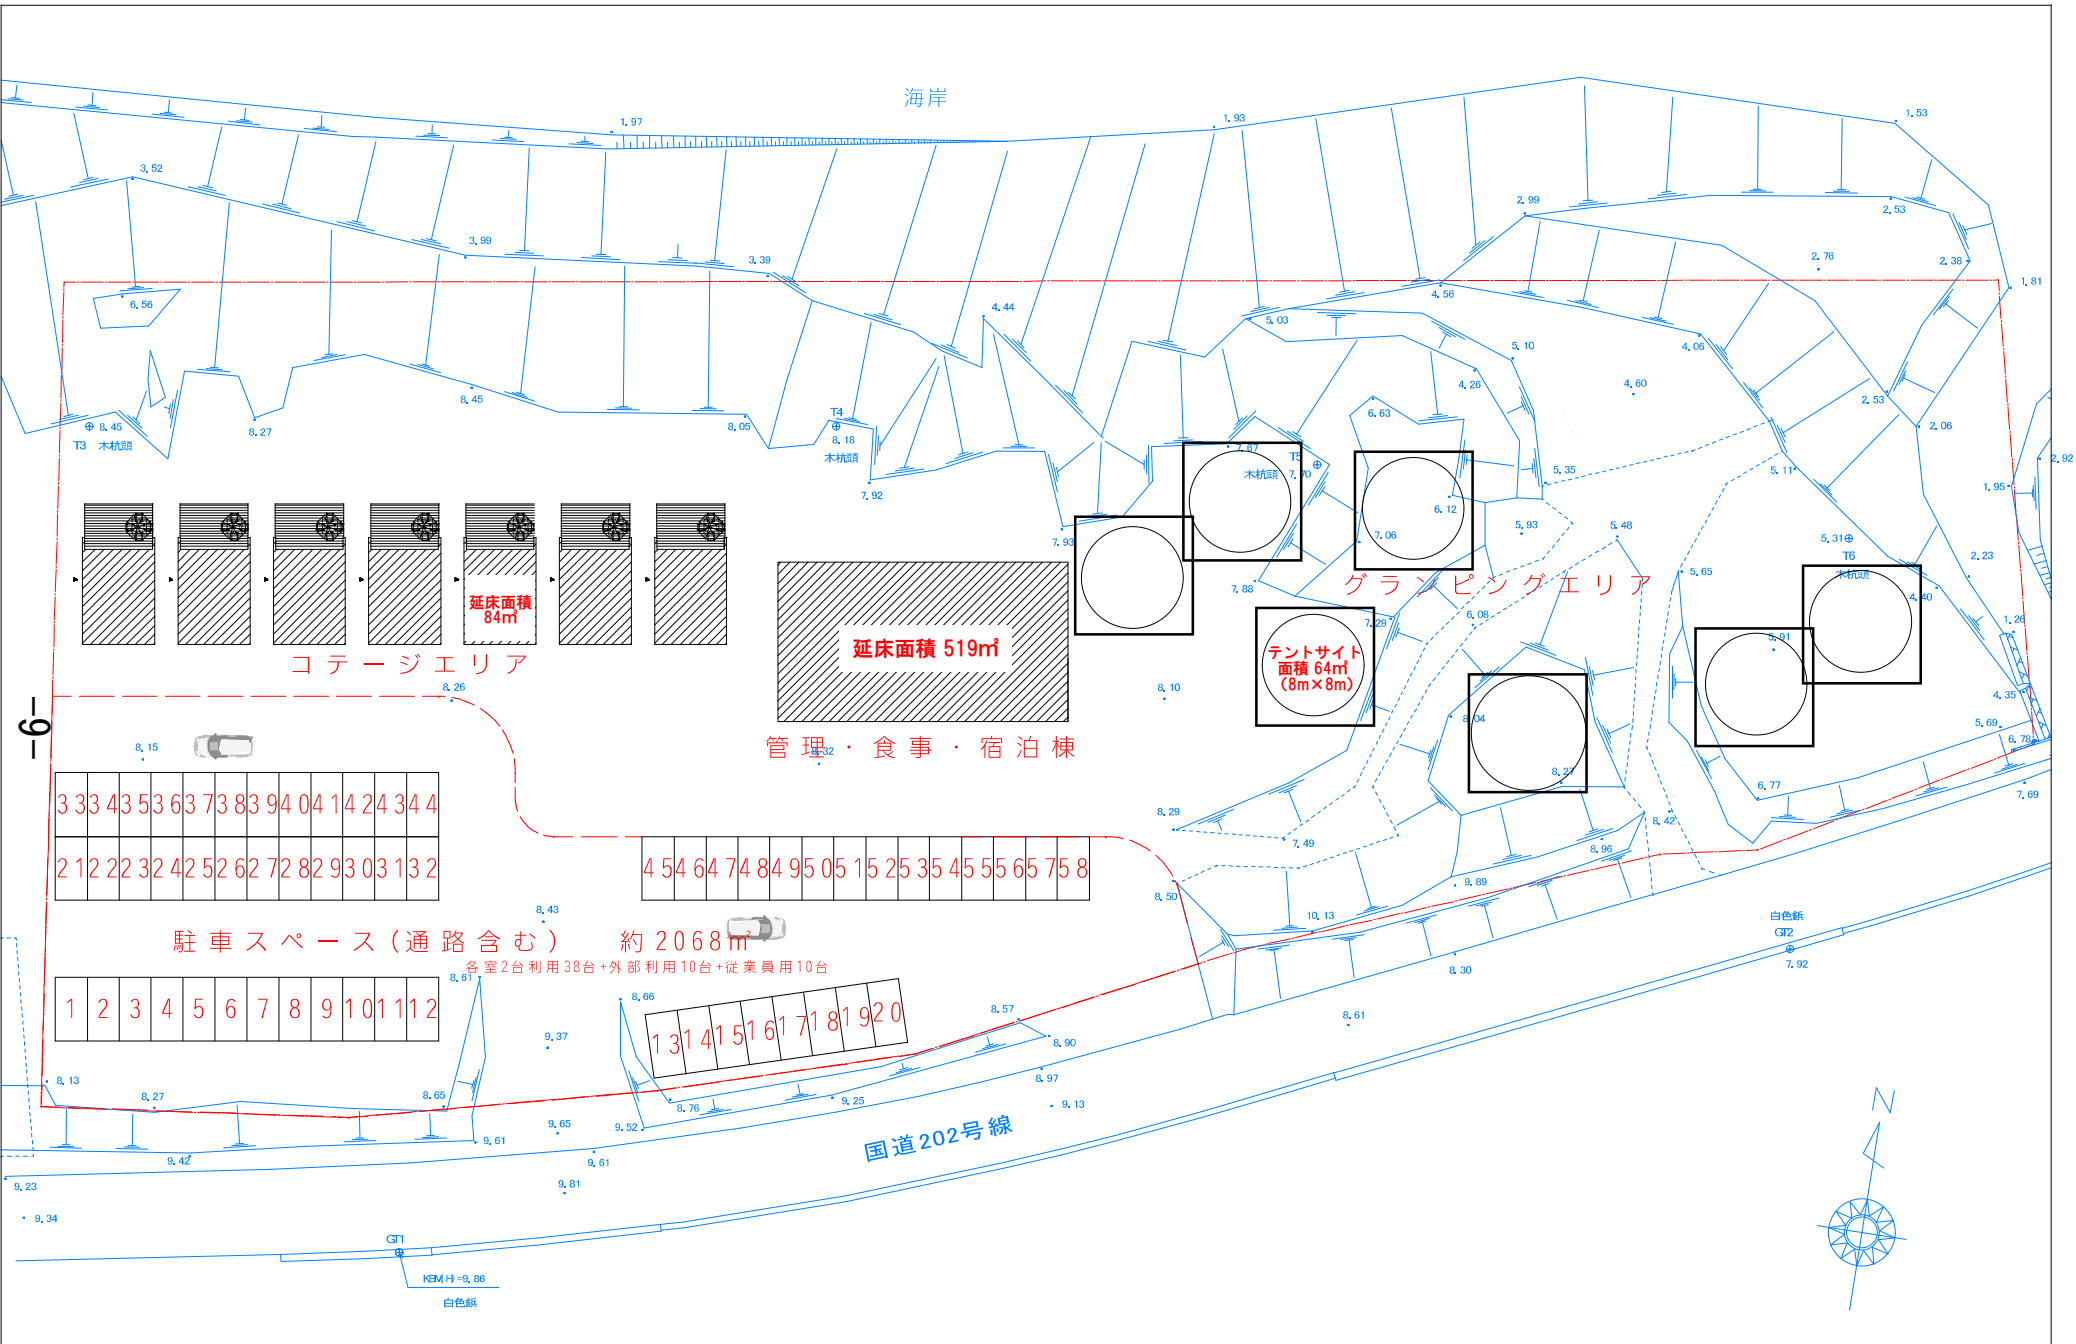 海岸
1.97
1.93
1.53
3.52
2.99
2.53
3.99
3.39
2.76
2.38
1.81
6.56
4.44
4.56
5.03
5.10
4.06
4.26
4.60
2.53
8.45
8.27
8.05
6.63
2.06
T3 8.45
木杭頭
T4
8.18
木杭頭
7.67
T5
木杭頭 7.70
2.92
5.11
5.35
1.95
7.92
6.12
7.93
7.06
5.93
5.48
5.31
T6
木杭頭
2.23
7.88
グランピングエリア
5.65
4.40
延床面積
84㎡
延床面積 519㎡
7.29
6.08
1.26
5.91
テントサイト
面積 64㎡
(8m×8m)
コテージエリア
8.26
8.10
4.35
-6-
8.15
管理・食事・宿泊棟
8.32
8.04
5.69
6.78
8.27
6.77
7.69
33 34 35 36 37 38 39 40 41 42 43 44
21 22 23 24 25 26 27 28 29 30 31 32
8.29
7.49
8.42
8.96
45 46 47 48 49 50 51 52 53 54 55 56 57 58
8.50
9.89
8.43
10.13
白色鋲
GT2
7.92
駐車スペース(通路含む) 約2068㎡
各室2台利用38台+外部利用10台+従業員用10台
8.61
8.30
1 2 3 4 5 6 7 8 9 10 11 12
8.66
13 14 15 16 17 18 19 20
8.57
8.61
9.37
8.90
8.13
8.97
8.27
8.65
8.76
9.25
9.13
9.65
9.52
9.61
国道202号線
9.42
9.61
9.23
9.81
9.34
N
GT1
KBM(H)=9.86
白色鋲